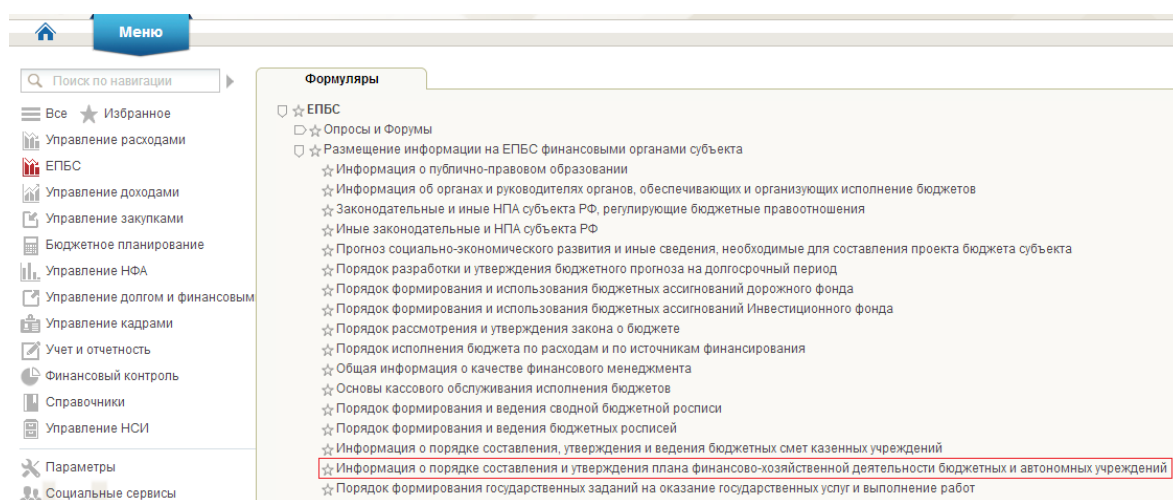 Меню
Поиск по навигации
Все Избранное
Управление расходами
ЕПБС
Управление доходами
Управление закупками
Бюджетное планирование
Управление НФА
Управление долгом и финансовым
Управление кадрами
Учет и отчетность
Финансовый контроль
Справочники
Управление НСИ
Параметры
Социальные сервисы
Формуляры
ЕПБС
Опросы и Форумы
Размещение информации на ЕПБС финансовыми органами субъекта
Информация о публично-правовом образовании
Информация об органах и руководителях органов, обеспечивающих и организующих исполнение бюджетов
Законодательные и иные НПА субъекта РФ, регулирующие бюджетные правоотношения
Иные законодательные и НПА субъекта РФ
Прогноз социально-экономического развития и иные сведения, необходимые для составления проекта бюджета субъекта
Порядок разработки и утверждения бюджетного прогноза на долгосрочный период
Порядок формирования и использования бюджетных ассигнований дорожного фонда
Порядок формирования и использования бюджетных ассигнований Инвестиционного фонда
Порядок рассмотрения и утверждения закона о бюджете
Порядок исполнения бюджета по расходам и по источникам финансирования
Общая информация о качестве финансового менеджмента
Основы кассового обслуживания исполнения бюджетов
Порядок формирования и ведения сводной бюджетной росписи
Порядок формирования и ведения бюджетных росписей
Информация о порядке составления, утверждения и ведения бюджетных смет казенных учреждений
Информация о порядке составления и утверждения плана финансово-хозяйственной деятельности бюджетных и автономных учреждений
Порядок формирования государственных заданий на оказание государственных услуг и выполнение работ